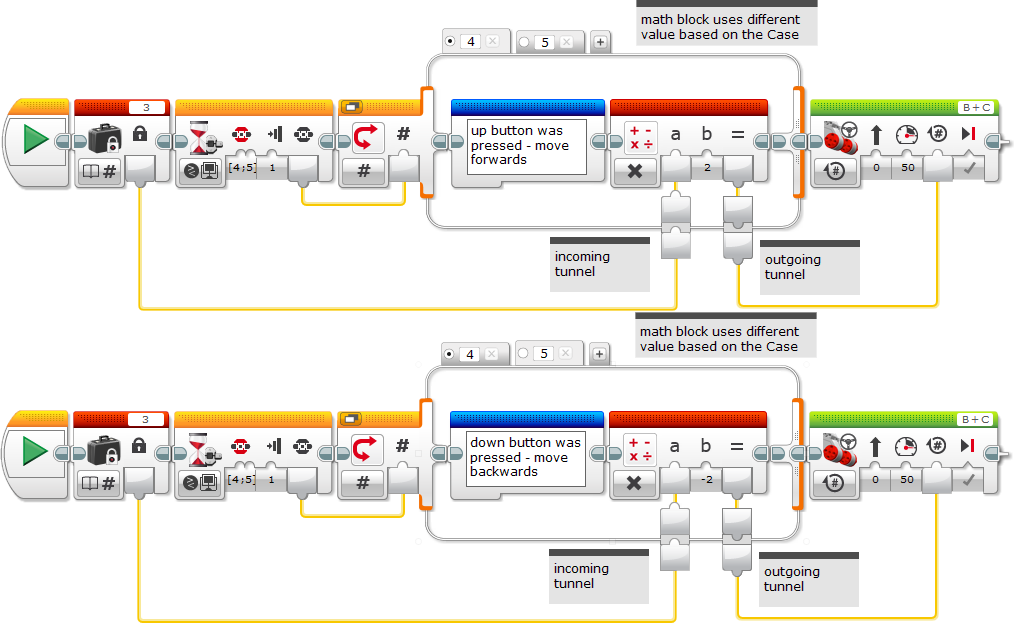 math block uses different
value based on the Case
4 5
3
B + C
#
a b =
#
up button was
pressed - move
forwards
[4;5] 1
#
2
0 50
#
incoming
tunnel
outgoing
tunnel
math block uses different
value based on the Case
4 5
3
B + C
#
a b =
#
down button was
pressed - move
backwards
[4;5] 1
#
-2
0 50
#
incoming
tunnel
outgoing
tunnel